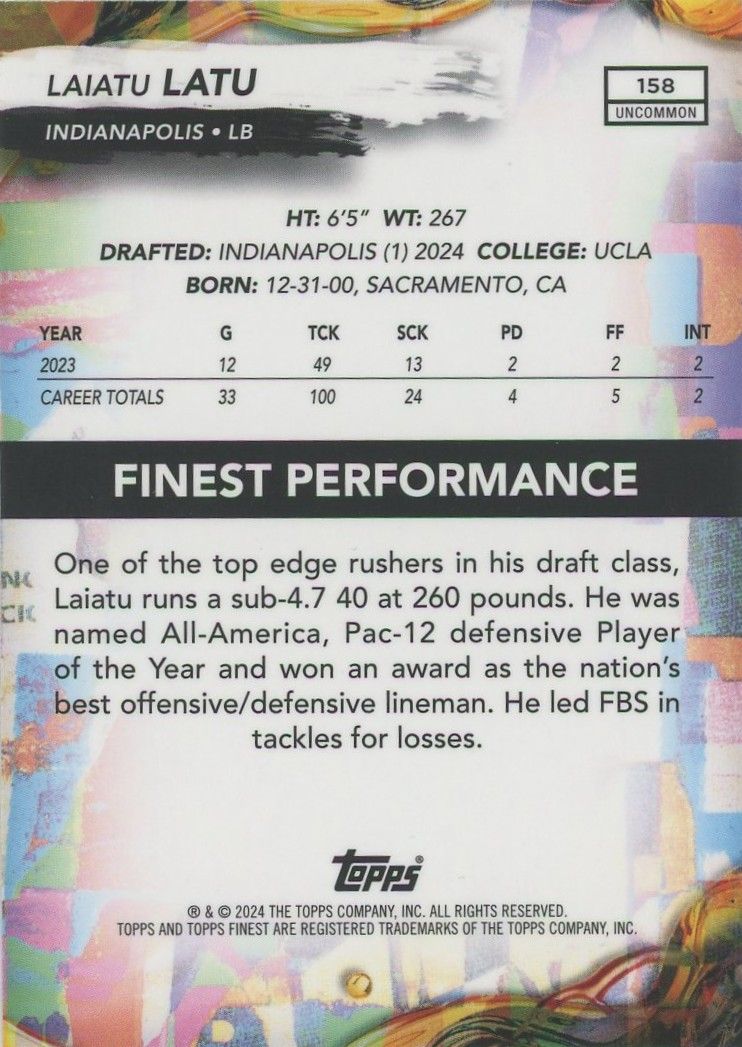 LAIATU LATU
INDIANAPOLIS • LB
158
UNCOMMON
HT: 6'5" WT: 267
DRAFTED: INDIANAPOLIS (1) 2024 COLLEGE: UCLA
BORN: 12-31-00, SACRAMENTO, CA
YEAR G TCK SCK PD FF INT
2023 12 49 13 2 2 2
CAREER TOTALS 33 100 24 4 5 2
FINEST PERFORMANCE
One of the top edge rushers in his draft class,
Laiatu runs a sub-4.7 40 at 260 pounds. He was
named All-America, Pac-12 defensive Player
of the Year and won an award as the nation's
best offensive/defensive lineman. He led FBS in
tackles for losses.
topps®
® & © 2024 THE TOPPS COMPANY, INC. ALL RIGHTS RESERVED.
TOPPS AND TOPPS FINEST ARE REGISTERED TRADEMARKS OF THE TOPPS COMPANY, INC.